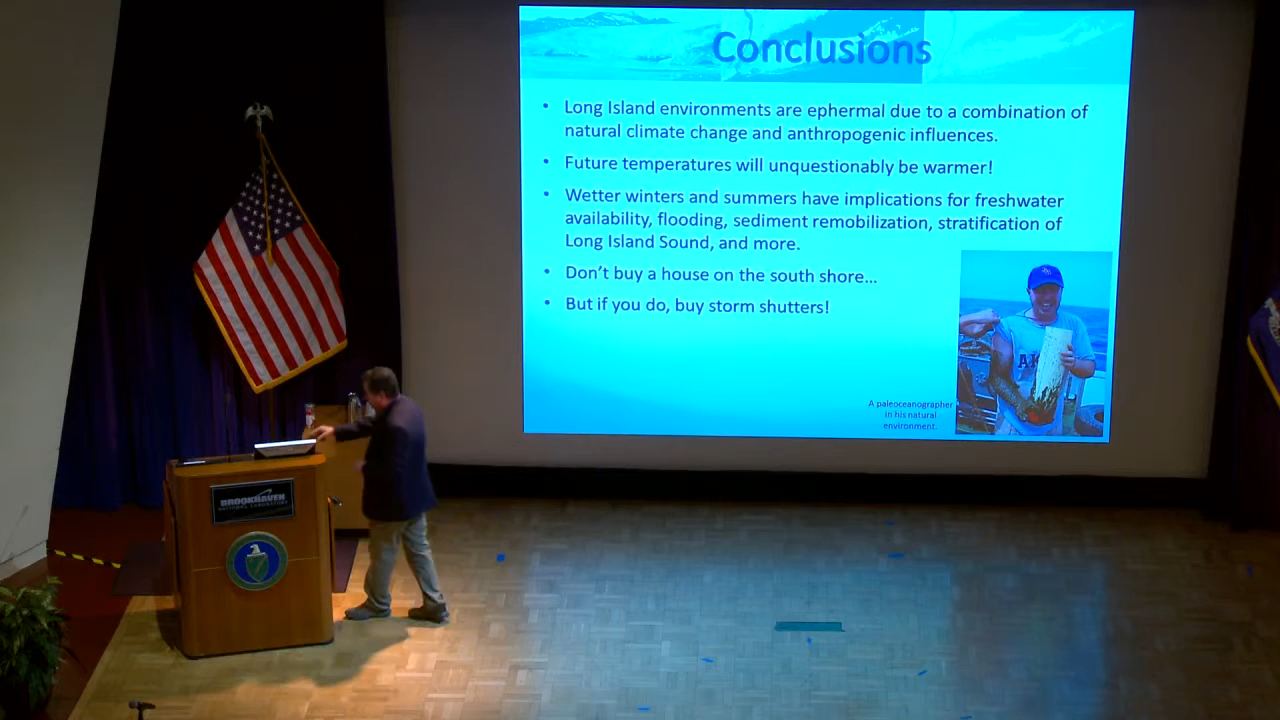 Conclusions
• Long Island environments are ephermal due to a combination of
natural climate change and anthropogenic influences.
• Future temperatures will unquestionably be warmer!
• Wetter winters and summers have implications for freshwater
availability, flooding, sediment remobilization, stratification of
Long Island Sound, and more.
• Don't buy a house on the south shore...
• But if you do, buy storm shutters!
A paleoceanographer
in his natural
environment.
BROOKHAVEN
NATIONAL LABORATORY